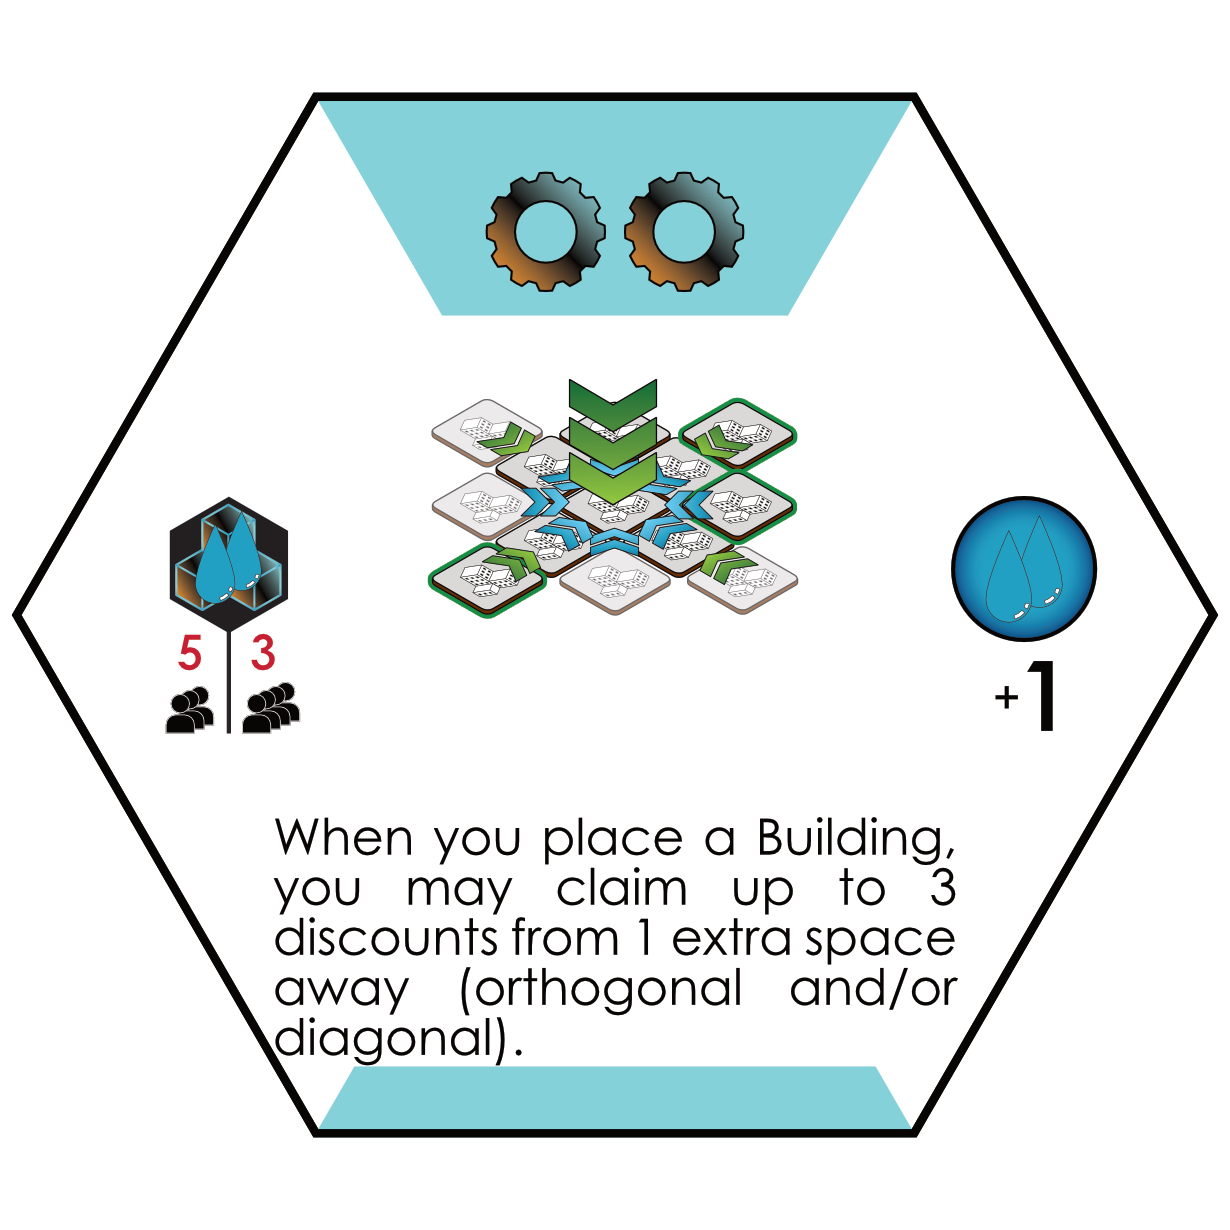 5 3
+1
When you place a Building,
you may claim up to 3
discounts from 1 extra space
away (orthogonal and/or
diagonal).